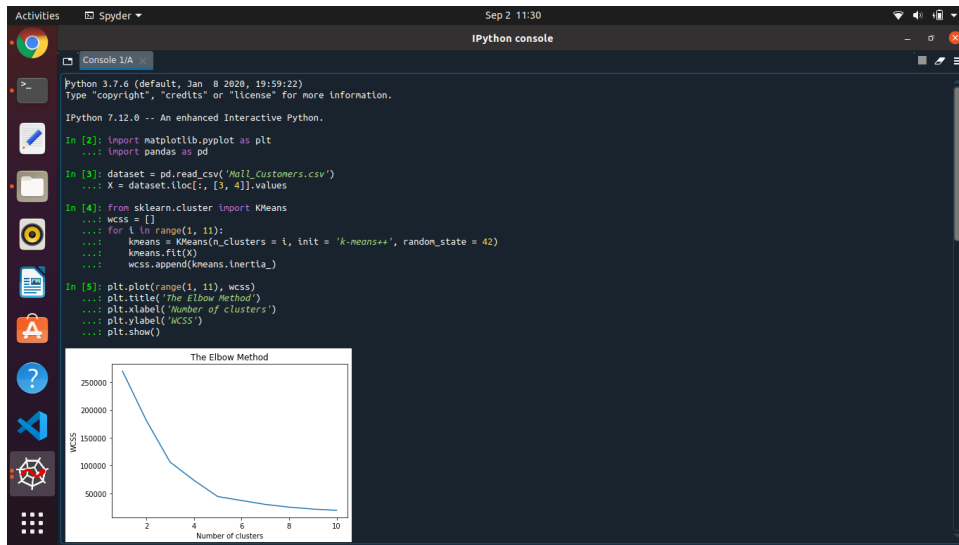 Activities
Spyder
Sep 2 11:30
IPython console
Console 1/A
Python 3.7.6 (default, Jan  8 2020, 19:59:22)
Type "copyright", "credits" or "license" for more information.
IPython 7.12.0 -- An enhanced Interactive Python.
In [2]: import matplotlib.pyplot as plt
   ...: import pandas as pd
In [3]: dataset = pd.read_csv('Mall_Customers.csv')
   ...: X = dataset.iloc[:, [3, 4]].values
In [4]: from sklearn.cluster import KMeans
   ...: wcss = []
   ...: for i in range(1, 11):
   ...:     kmeans = KMeans(n_clusters = i, init = 'k-means++', random_state = 42)
   ...:     kmeans.fit(X)
   ...:     wcss.append(kmeans.inertia_)
In [5]: plt.plot(range(1, 11), wcss)
   ...: plt.title('The Elbow Method')
   ...: plt.xlabel('Number of clusters')
   ...: plt.ylabel('WCSS')
   ...: plt.show()
The Elbow Method
250000
200000
150000
100000
50000
WCSS
2 4 6 8 10
Number of clusters